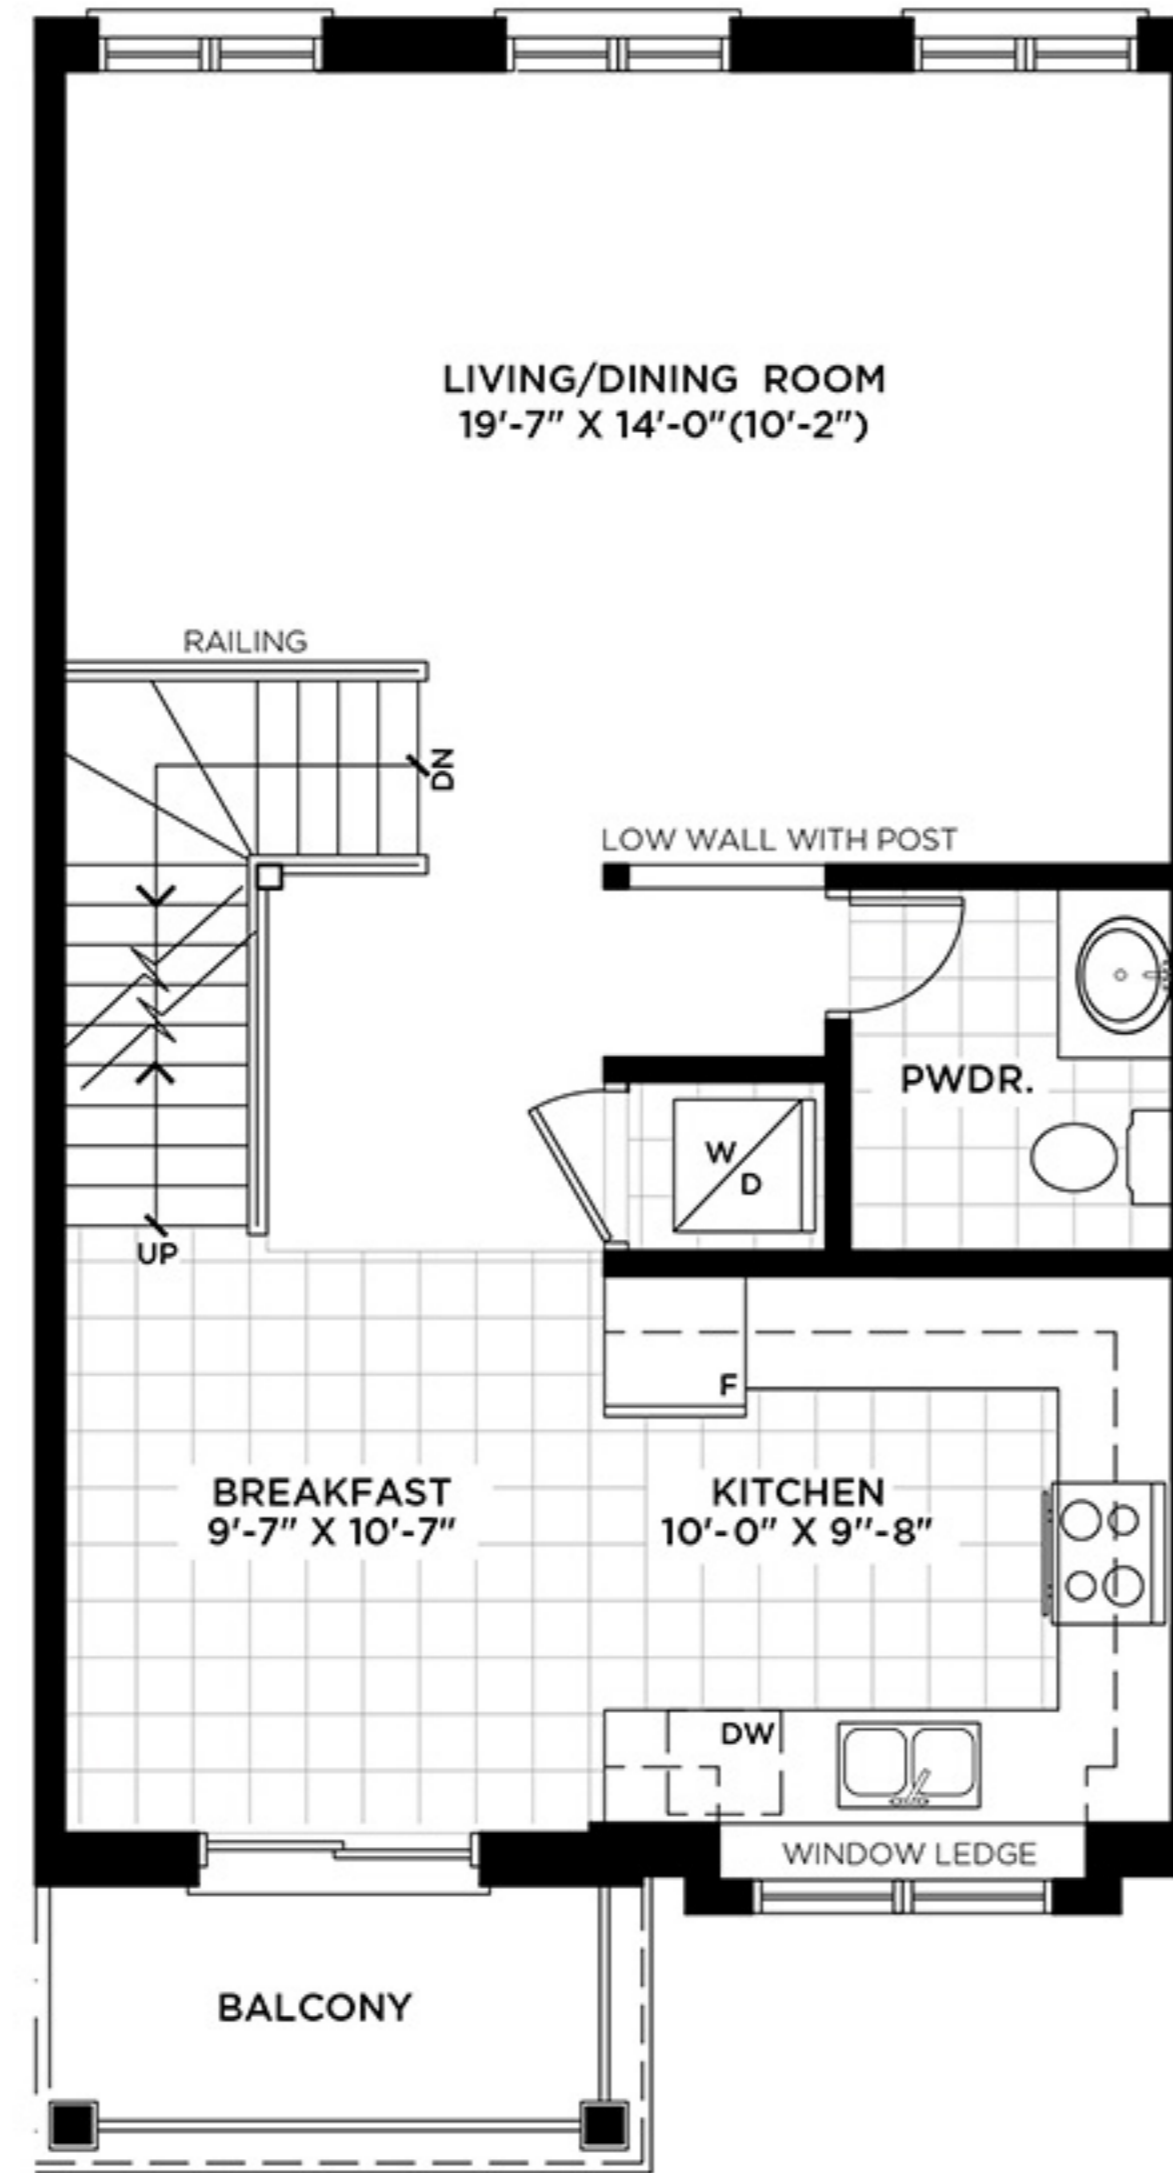 LIVING/DINING ROOM
19'-7" X 14'-0"(10'-2")
RAILING
DN
LOW WALL WITH POST
PWDR.
W
D
UP
F
BREAKFAST
9'-7" X 10'-7"
KITCHEN
10'-0" X 9''-8"
DW
WINDOW LEDGE
BALCONY